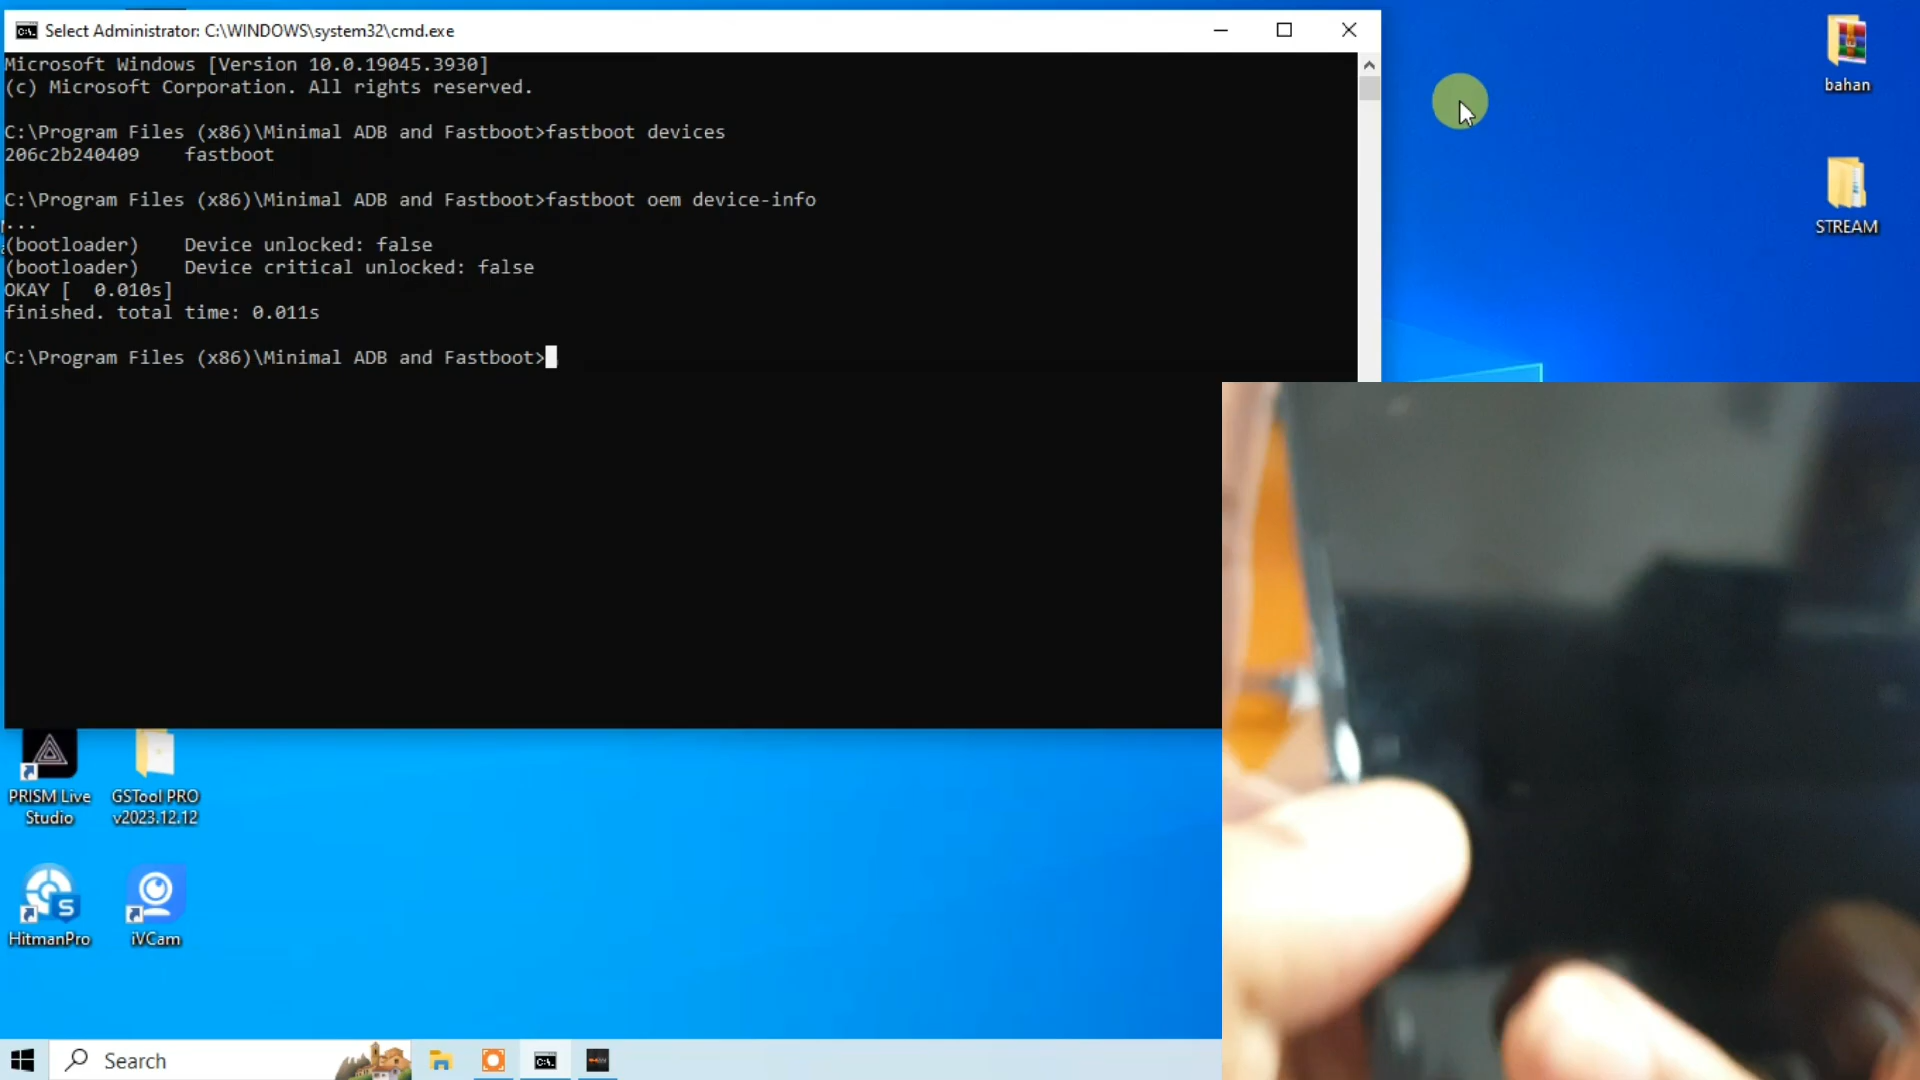 Select Administrator: C:\WINDOWS\system32\cmd.exe
Microsoft Windows [Version 10.0.19045.3930]
(c) Microsoft Corporation. All rights reserved.
C:\Program Files (x86)\Minimal ADB and Fastboot>fastboot devices
206c2b240409    fastboot
C:\Program Files (x86)\Minimal ADB and Fastboot>fastboot oem device-info
...
(bootloader)    Device unlocked: false
(bootloader)    Device critical unlocked: false
OKAY [  0.010s]
finished. total time: 0.011s
C:\Program Files (x86)\Minimal ADB and Fastboot>
bahan
STREAM
PRISM Live
Studio
GSTool PRO
v2023.12.12
HitmanPro
iVCam
Search